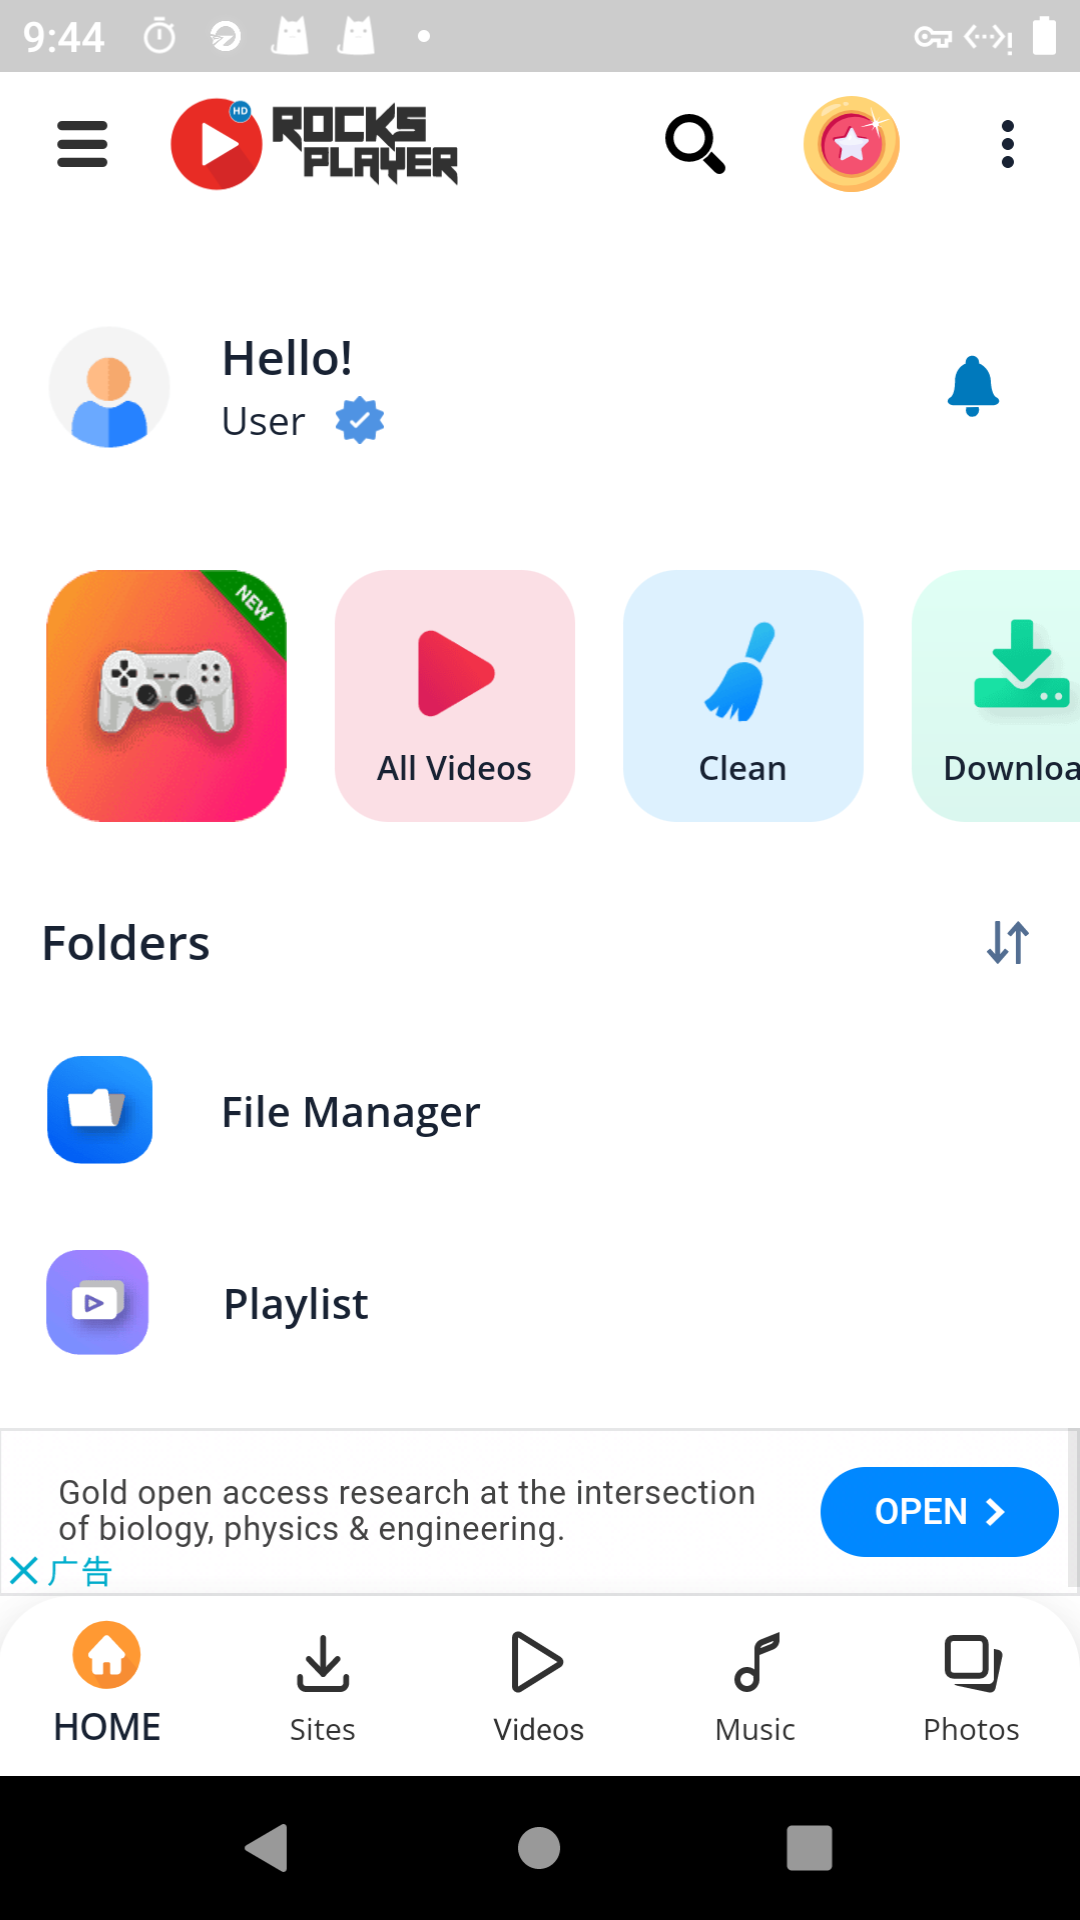 9:44
HD
ROCKS
PLAYER
Hello!
User
NEW
All Videos
Clean
Downloa
Folders
File Manager
Playlist
Gold open access research at the intersection
of biology, physics & engineering.
OPEN
广告
HOME
Sites
Videos
Music
Photos